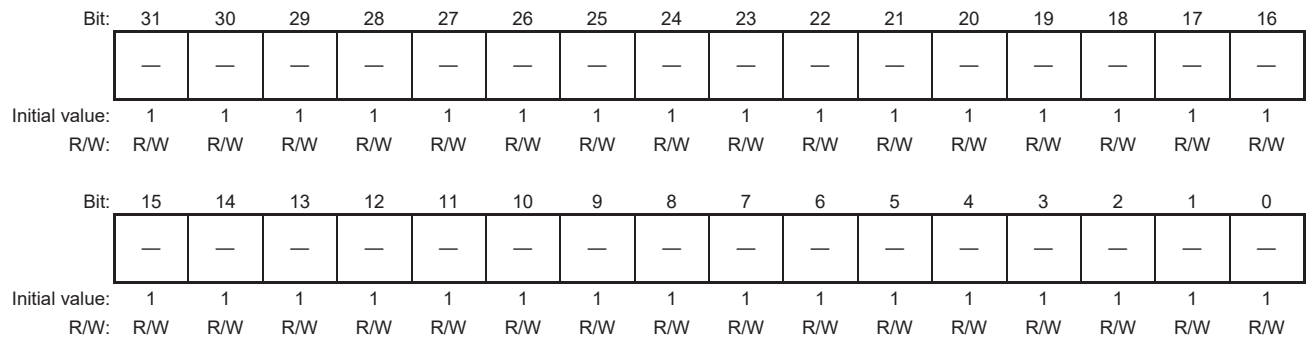 Bit: 31 30 29 28 27 26 25 24 23 22 21 20 19 18 17 16
— — — — — — — — — — — — — — — —
Initial value: 1 1 1 1 1 1 1 1 1 1 1 1 1 1 1 1
R/W: R/W R/W R/W R/W R/W R/W R/W R/W R/W R/W R/W R/W R/W R/W R/W R/W
Bit: 15 14 13 12 11 10 9 8 7 6 5 4 3 2 1 0
— — — — — — — — — — — — — — — —
Initial value: 1 1 1 1 1 1 1 1 1 1 1 1 1 1 1 1
R/W: R/W R/W R/W R/W R/W R/W R/W R/W R/W R/W R/W R/W R/W R/W R/W R/W